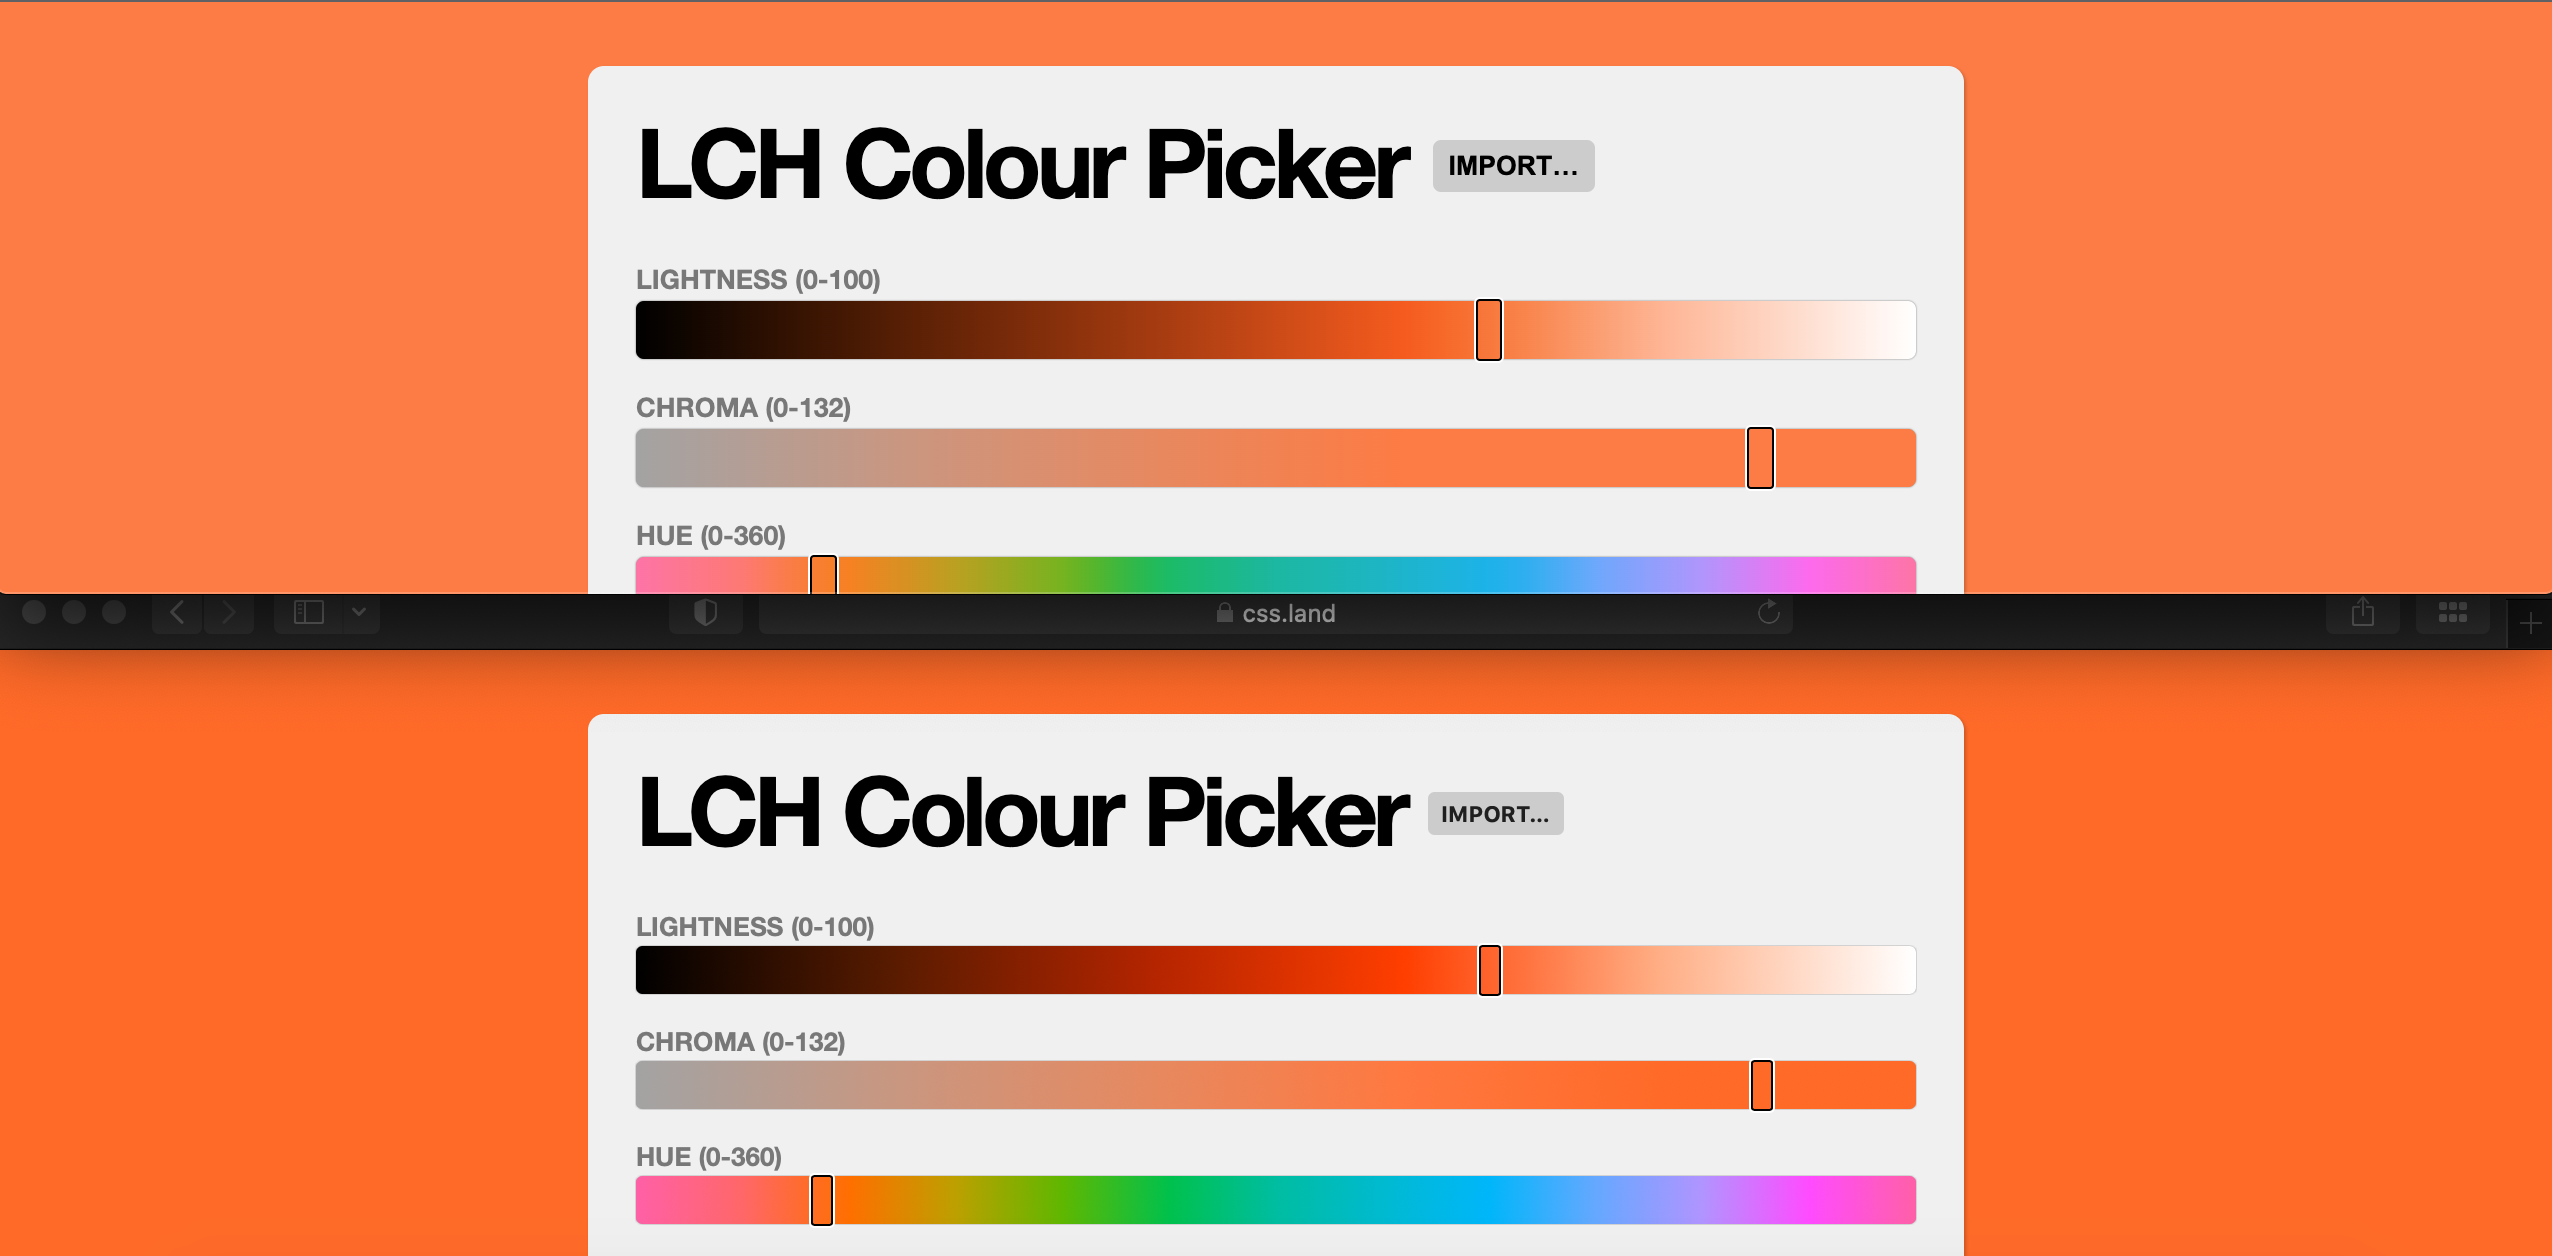 LCH Colour Picker IMPORT...
LIGHTNESS (0-100)
CHROMA (0-132)
HUE (0-360)
css.land
LCH Colour Picker IMPORT...
LIGHTNESS (0-100)
CHROMA (0-132)
HUE (0-360)